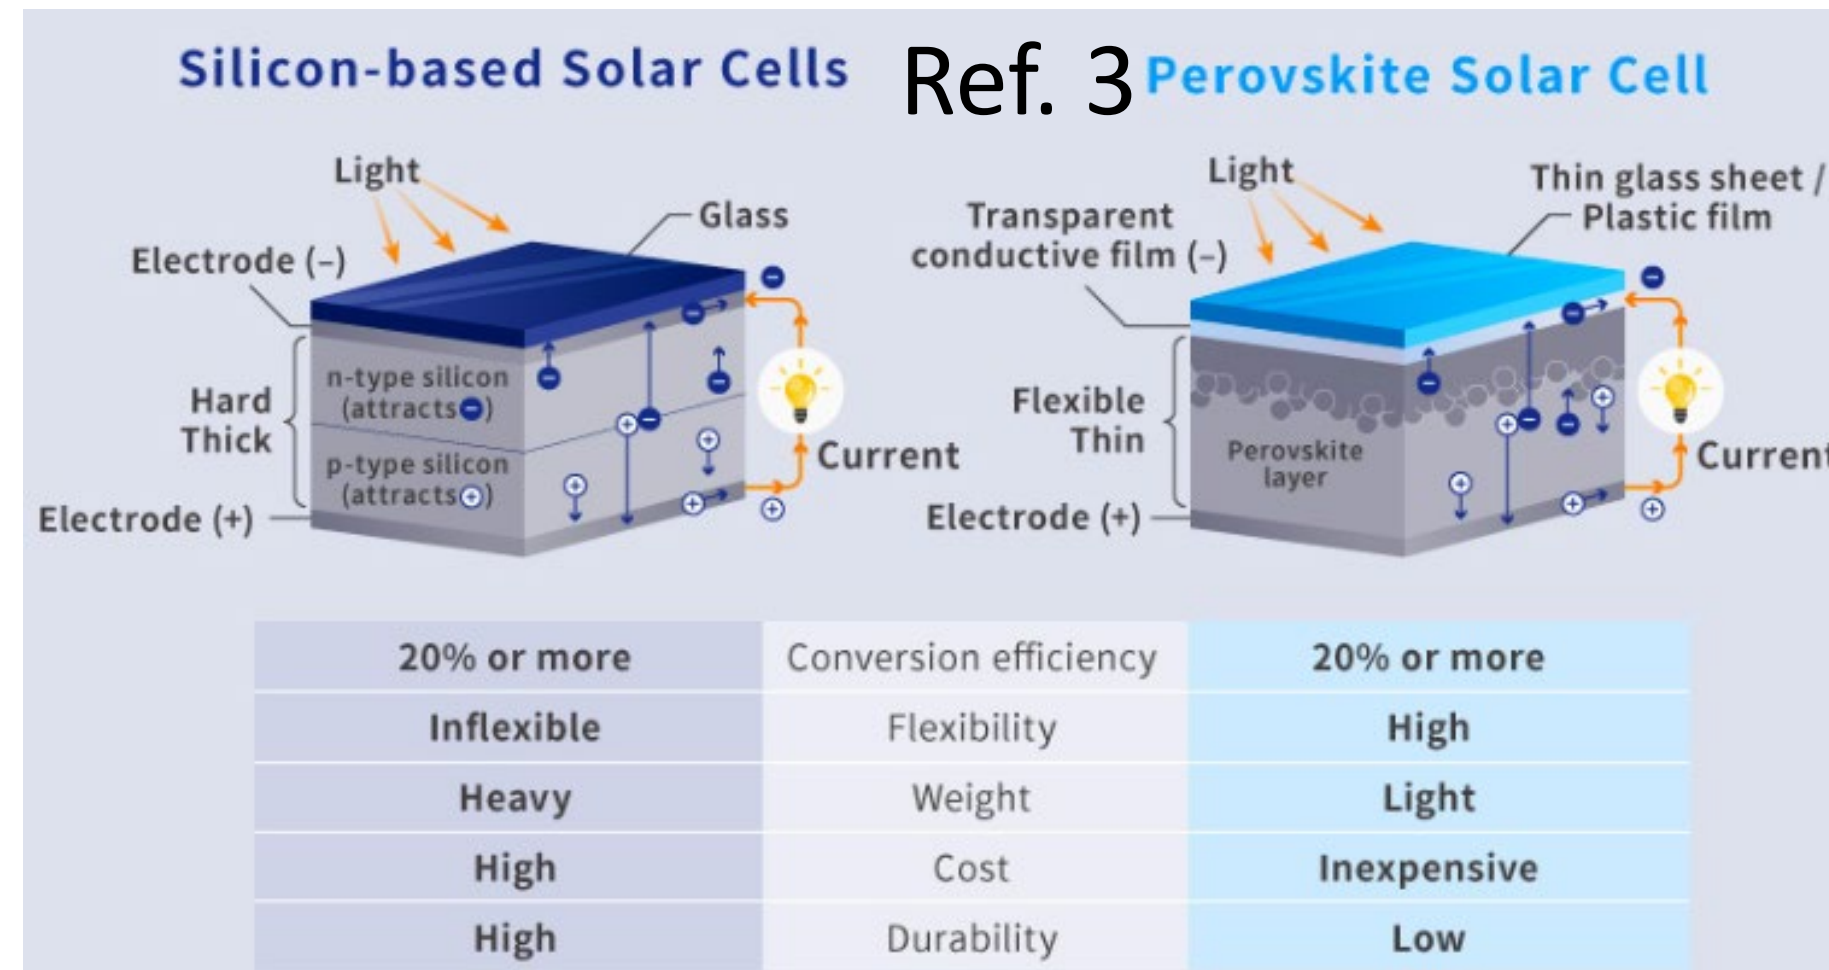 Silicon-based Solar Cells
Ref. 3
Perovskite Solar Cell
Light
Glass
Electrode (–)
n-type silicon
(attracts–)
Hard
Thick
p-type silicon
(attracts+)
Electrode (+)
Current
Light
Thin glass sheet /
Plastic film
Transparent
conductive film (–)
Flexible
Thin
Perovskite
layer
Electrode (+)
Current
20% or more Conversion efficiency 20% or more
Inflexible Flexibility High
Heavy Weight Light
High Cost Inexpensive
High Durability Low